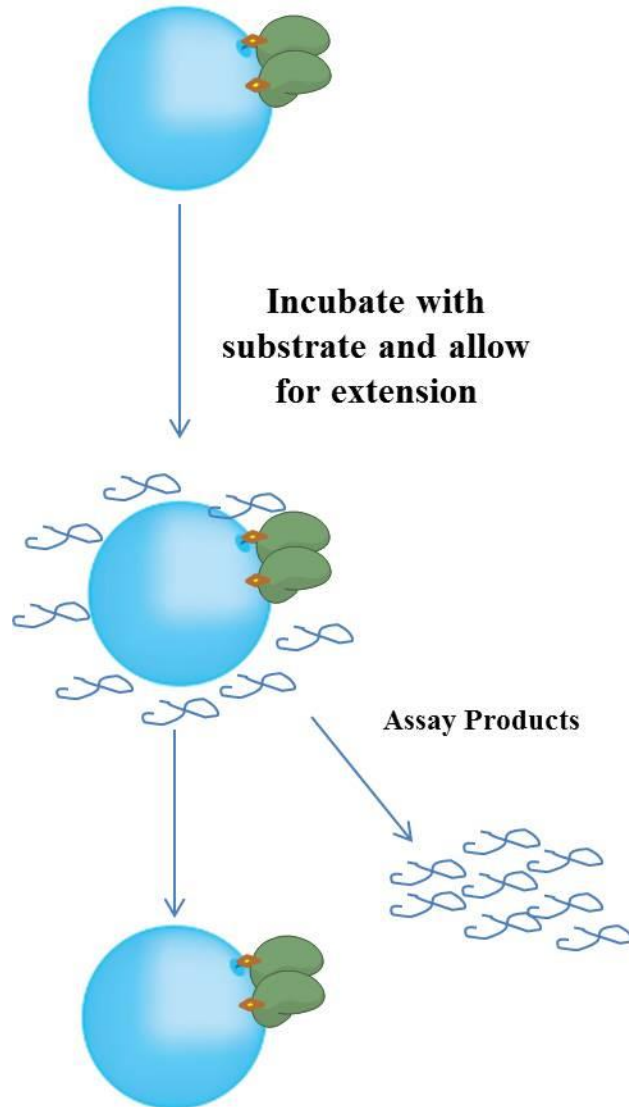 Incubate with
substrate and allow
for extension
Assay Products